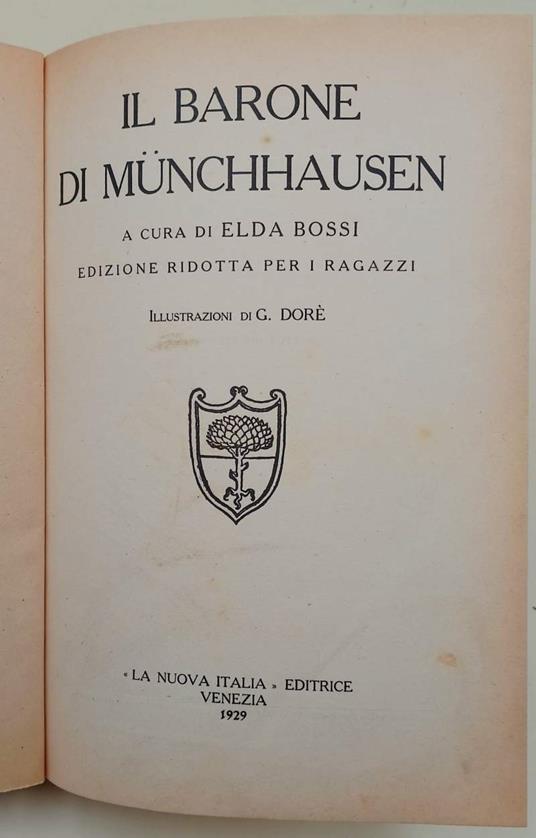 IL BARONE
DI MÜNCHHAUSEN
A CURA DI ELDA BOSSI
EDIZIONE RIDOTTA PER I RAGAZZI
ILLUSTRAZIONI DI G. DORÈ
« LA NUOVA ITALIA » EDITRICE
VENEZIA
1929